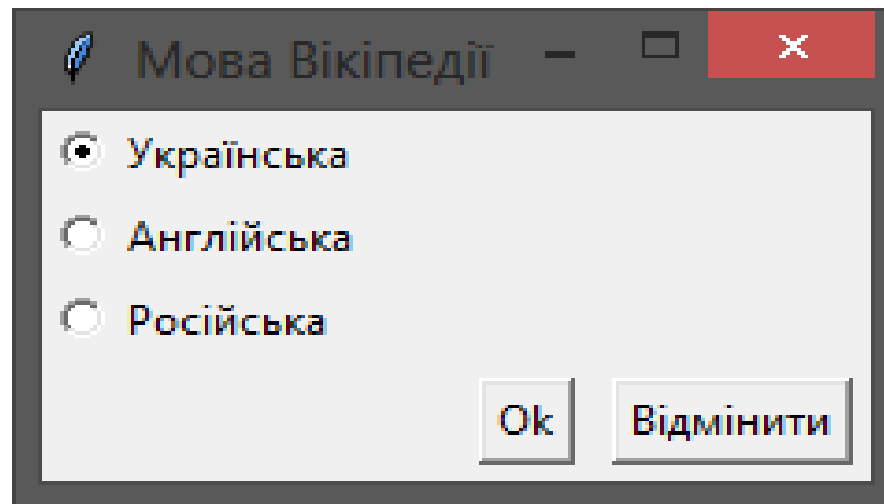 Мова Вікіпедії
Українська
Англійська
Російська
Ok Відмінити